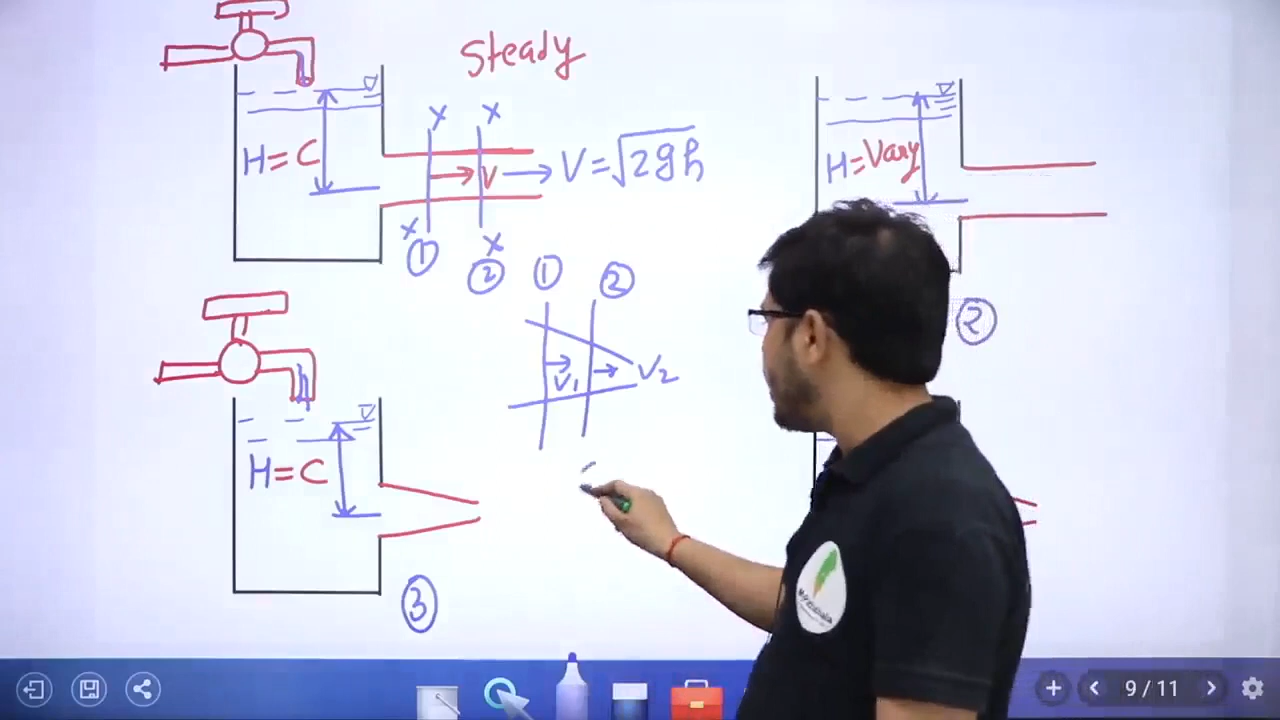 Steady
X X
H=C
V → V=√2gh
X X
① ②
H=Vary
②
① ②
V₁ V₂
H=C
③
9 / 11